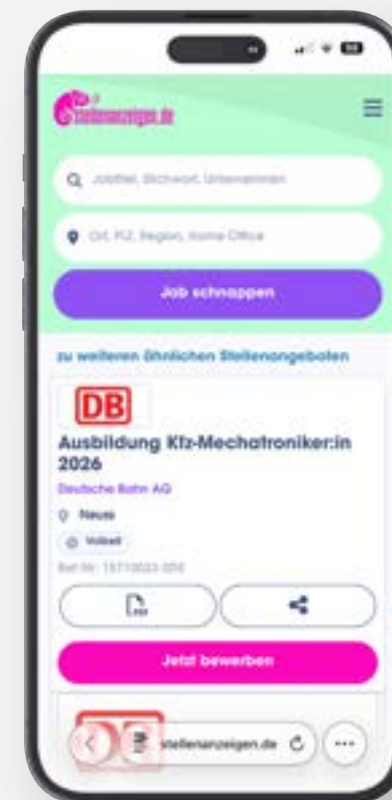 stellenanzeigen.de
Jobtitel, Stichwort, Unternehmen
Ort, PLZ, Region, Home Office
Job schnappen
zu weiteren ähnlichen Stellenangeboten
DB
Ausbildung Kfz-Mechatroniker:in
2026
Deutsche Bahn AG
Neuss
Vollzeit
PDF
Jetzt bewerben
stellenanzeigen.de